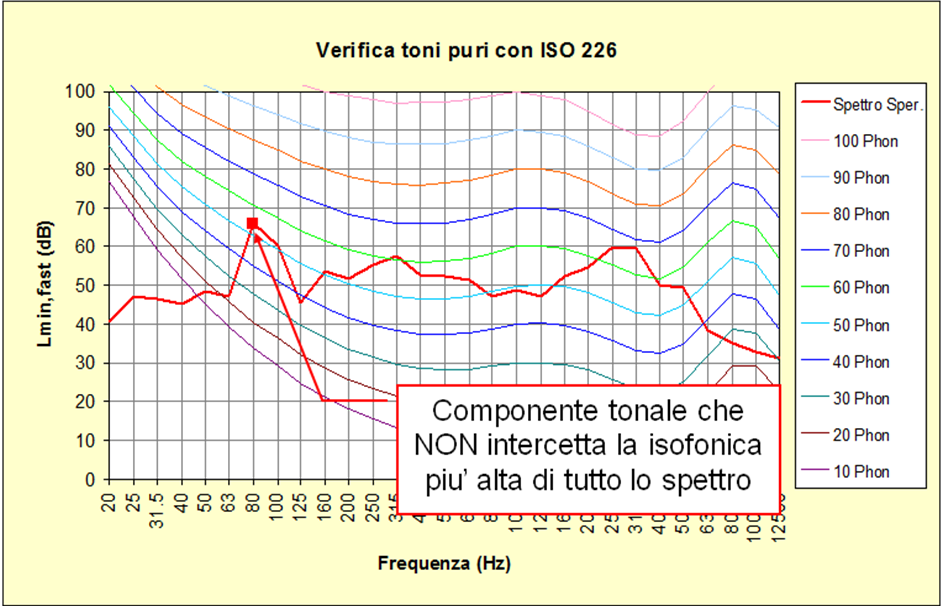 Verifica toni puri con ISO 226
Lmin,fast (dB)
100
90
80
70
60
50
40
30
20
10
0
20
25
31.5
40
50
63
80
100
125
160
200
250
Frequenza (Hz)
Componente tonale che
NON intercetta la isofonica
piu' alta di tutto lo spettro
Spettro Sper.
100 Phon
90 Phon
80 Phon
70 Phon
60 Phon
50 Phon
40 Phon
30 Phon
20 Phon
10 Phon